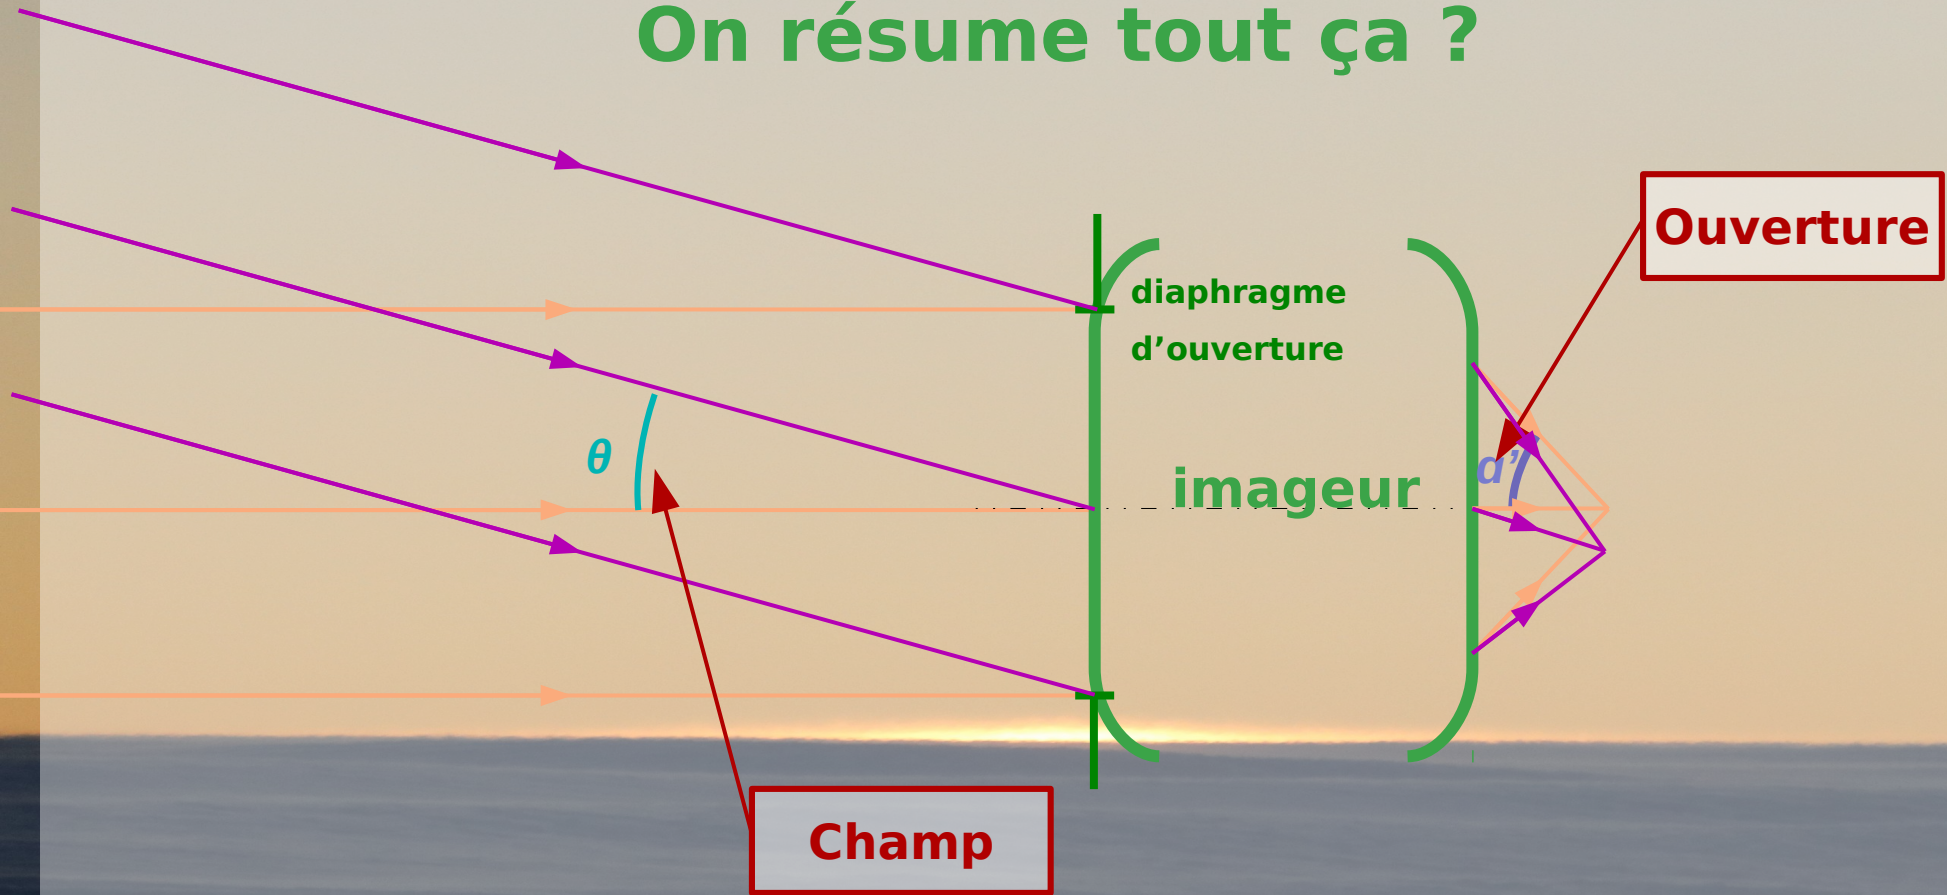 On résume tout ça ?
Ouverture
diaphragme
d’ouverture
θ
imageur
α’
Champ